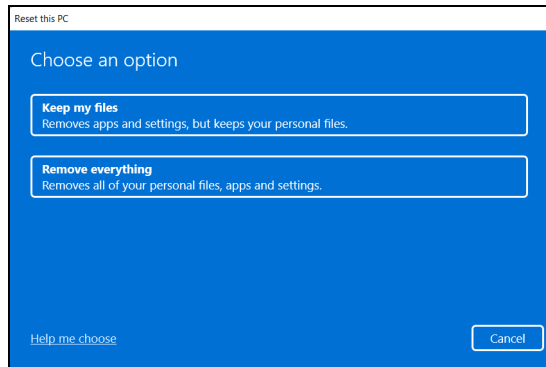 Reset this PC
Choose an option
Keep my files
Removes apps and settings, but keeps your personal files.
Remove everything
Removes all of your personal files, apps and settings.
Help me choose
Cancel